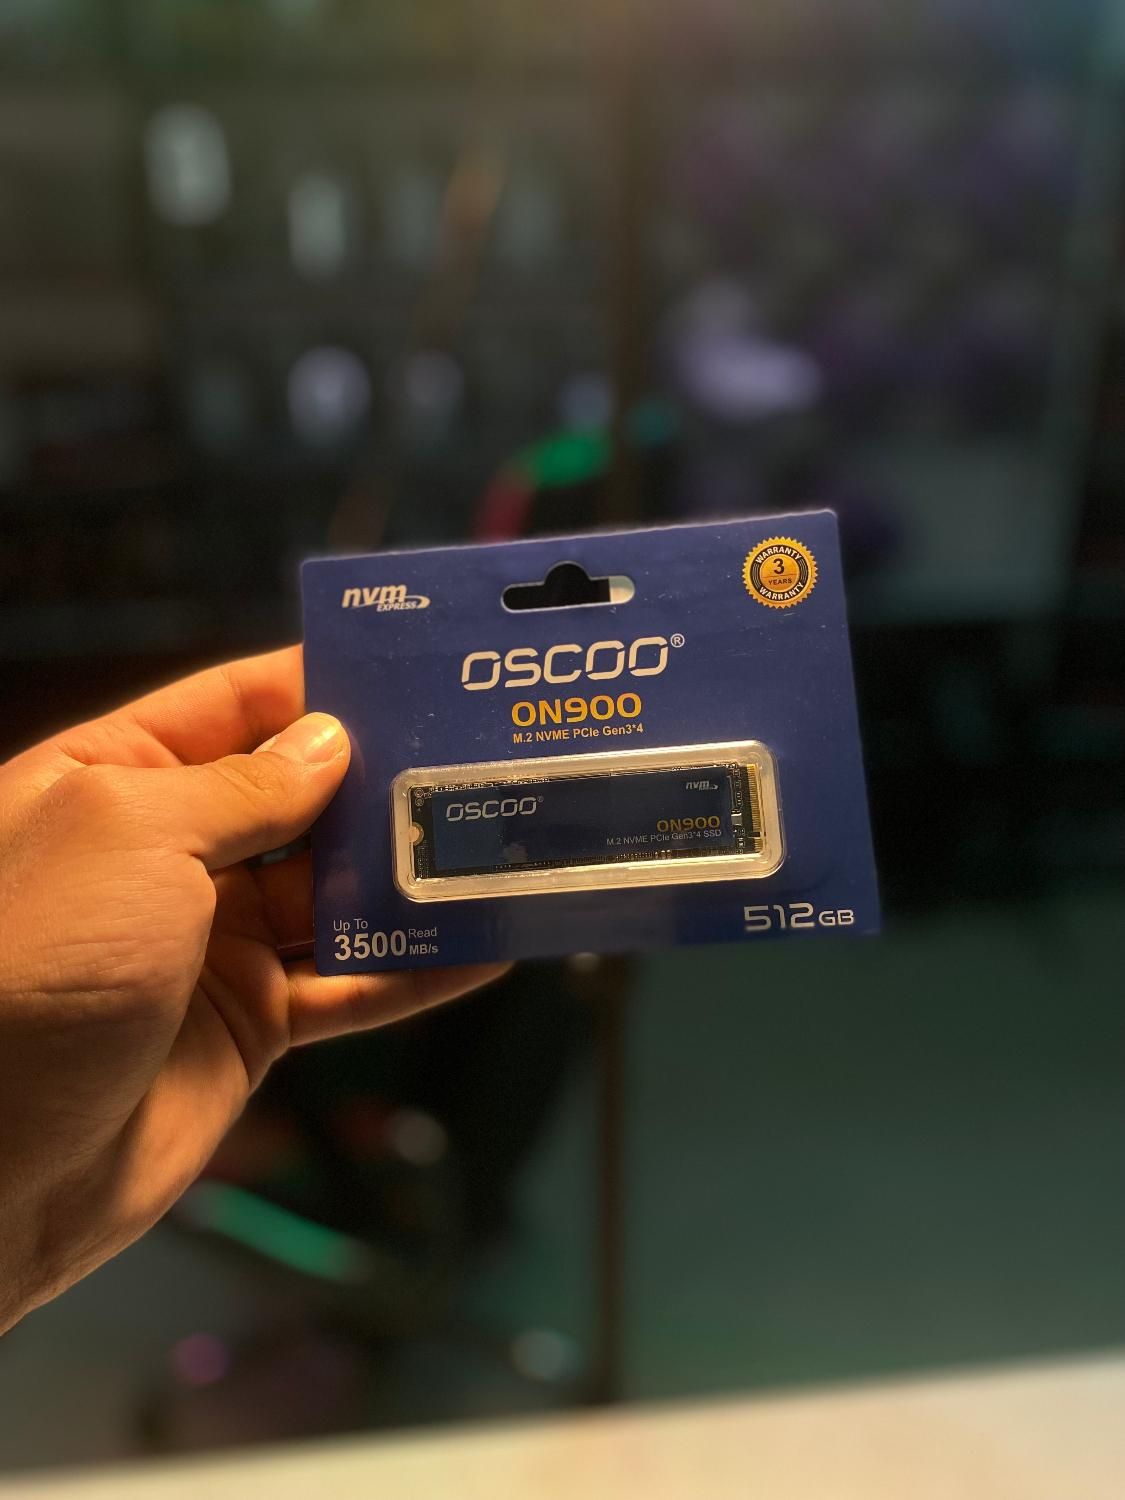 nvm
EXPRESS
WARRANTY
3
YEARS
WARRANTY
OSCOO®
ON900
M.2 NVME PCIe Gen3*4
OSCOO®
nvm
ON900
M.2 NVME PCIe Gen3*4 SSD
Up To
3500 Read
MB/s
512GB